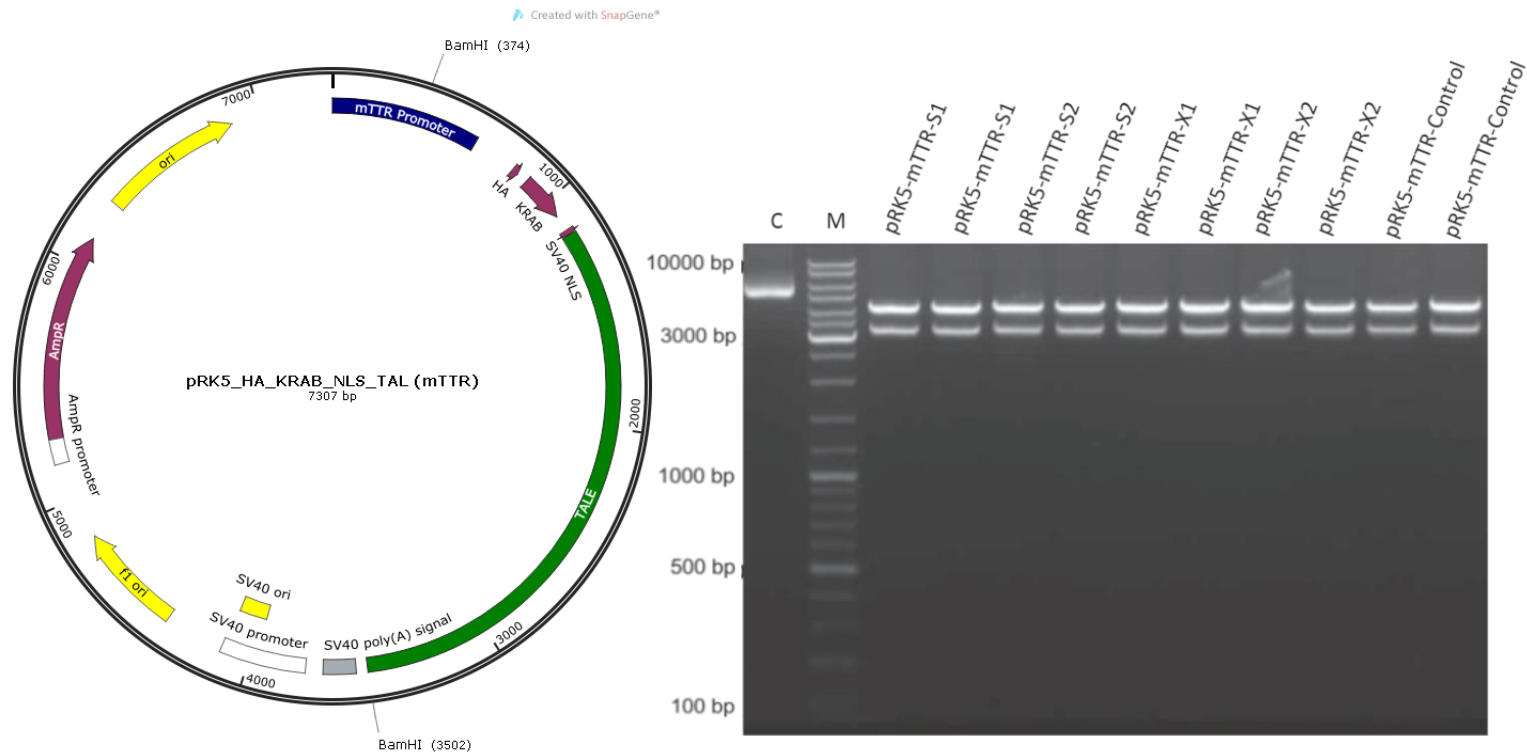 Created with SnapGene®
BamHI (374)
mTTR Promoter
HA
KRAB
SV40 NLS
TALE
1000
2000
3000
4000
5000
6000
7000
ori
AmpR
AmpR promoter
f1 ori
SV40 ori
SV40 promoter
SV40 poly(A) signal
pRK5_HA_KRAB_NLS_TAL (mTTR)
7307 bp
BamHI (3502)
C
M
pRK5-mTTR-S1
pRK5-mTTR-S1
pRK5-mTTR-S2
pRK5-mTTR-S2
pRK5-mTTR-X1
pRK5-mTTR-X1
pRK5-mTTR-X2
pRK5-mTTR-X2
pRK5-mTTR-Control
pRK5-mTTR-Control
10000 bp
3000 bp
1000 bp
500 bp
100 bp